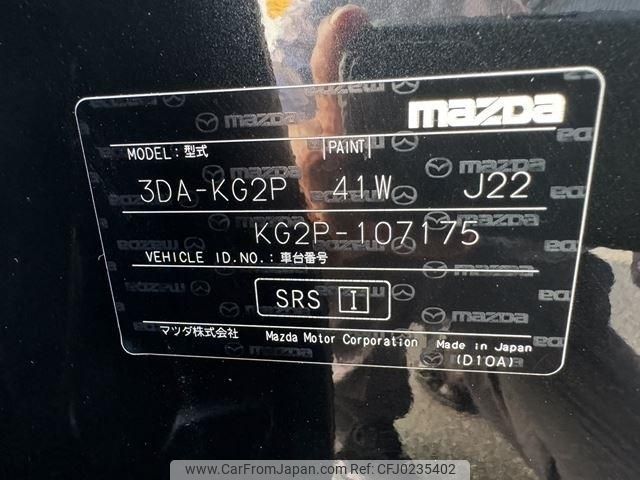 mazda
MODEL : 型式 PAINT
3DA-KG2P 41W J22
KG2P-107175
VEHICLE ID.NO. : 車台番号
SRS I
マツダ株式会社 Mazda Motor Corporation Made in Japan
(D10A)
www.CarFromJapan.com | Ref No. CFJ0235402